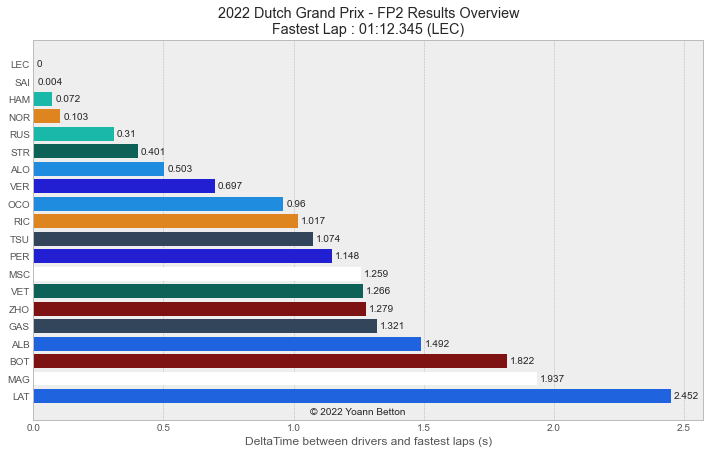 2022 Dutch Grand Prix - FP2 Results Overview
Fastest Lap : 01:12.345 (LEC)
LEC 0
SAI 0.004
HAM 0.072
NOR 0.103
RUS 0.31
STR 0.401
ALO 0.503
VER 0.697
OCO 0.96
RIC 1.017
TSU 1.074
PER 1.148
MSC 1.259
VET 1.266
ZHO 1.279
GAS 1.321
ALB 1.492
BOT 1.822
MAG 1.937
LAT 2.452
© 2022 Yoann Betton
0.0 0.5 1.0 1.5 2.0 2.5
DeltaTime between drivers and fastest laps (s)